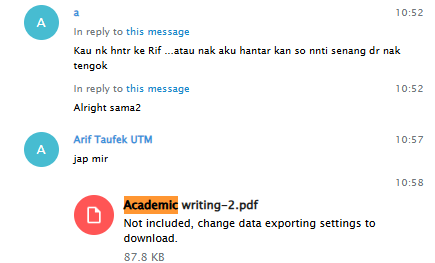 A
a
10:52
In reply to this message
Kau nk hntr ke Rif ...atau nak aku hantar kan so nnti senang dr nak
tengok
In reply to this message
10:52
Alright sama2
A
Arif Taufek UTM
10:57
jap mir
10:58
Academic writing-2.pdf
Not included, change data exporting settings to
download.
87.8 KB